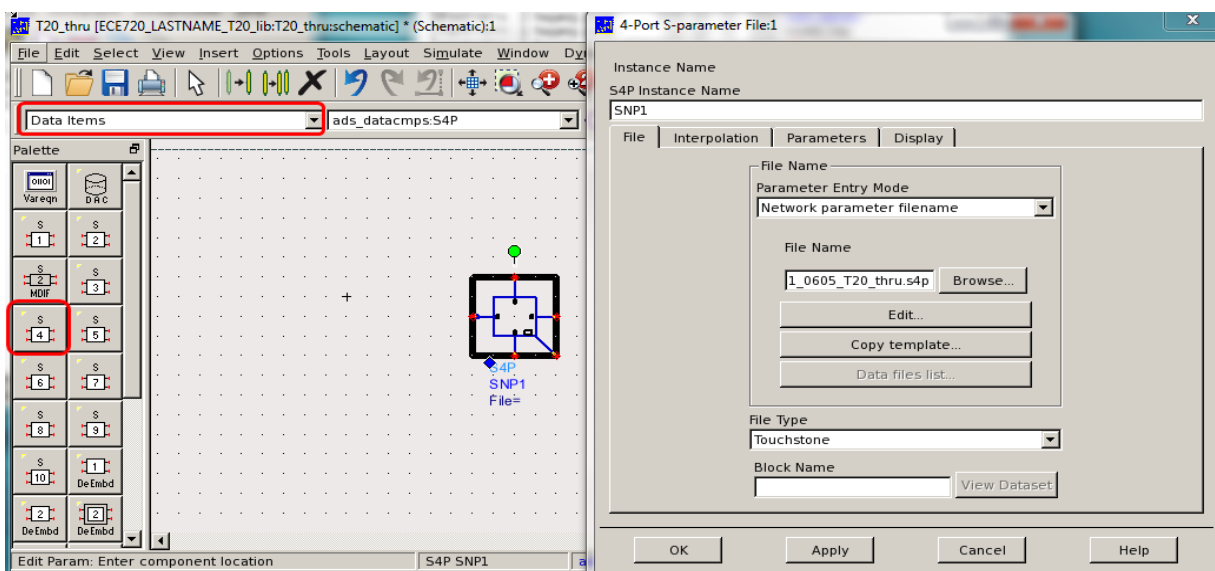 T20_thru [ECE720_LASTNAME_T20_lib:T20_thru:schematic] * (Schematic):1
File Edit Select View Insert Options Tools Layout Simulate Window
Data Items ads_datacmps:S4P
Palette
Vareqn DAC
S 1 S 2
S 2 MDIF S 3
S 4 S 5
S 6 S 7
S 8 S 9
S 10 1 DeEmbd
2 DeEmbd 2 DeEmbd
S4P
SNP1
File=
Edit Param: Enter component location S4P SNP1
4-Port S-parameter File:1
Instance Name
S4P Instance Name
SNP1
File Interpolation Parameters Display
File Name
Parameter Entry Mode
Network parameter filename
File Name
1_0605_T20_thru.s4p Browse...
Edit...
Copy template...
Data files list...
File Type
Touchstone
Block Name
View Dataset
OK Apply Cancel Help